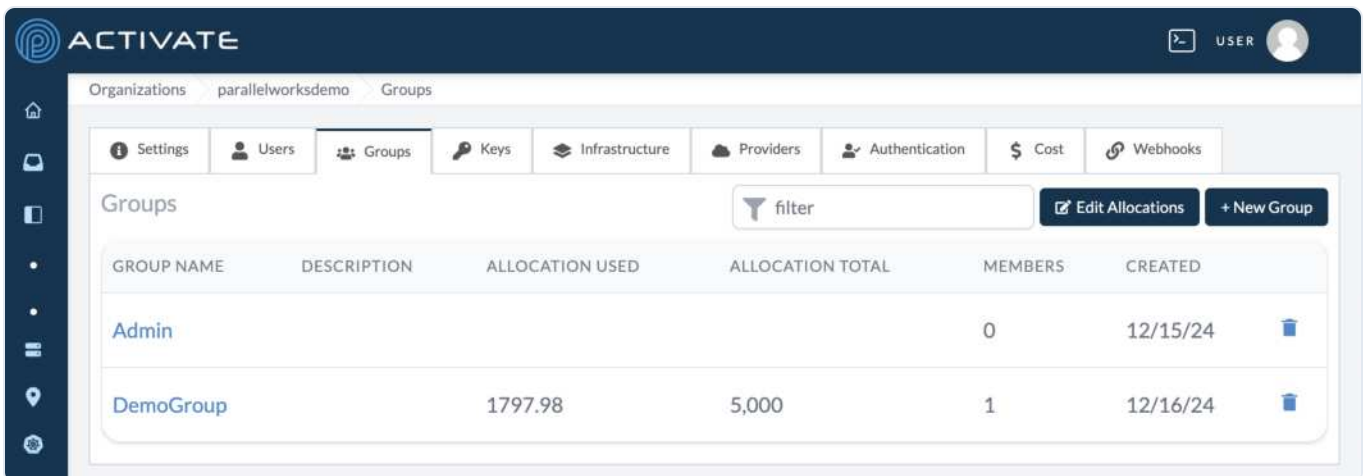 ACTIVATE USER
Organizations parallelworksdemo Groups
Settings Users Groups Keys Infrastructure Providers Authentication $ Cost Webhooks
Groups filter Edit Allocations + New Group
GROUP NAME DESCRIPTION ALLOCATION USED ALLOCATION TOTAL MEMBERS CREATED
Admin 0 12/15/24
DemoGroup 1797.98 5,000 1 12/16/24